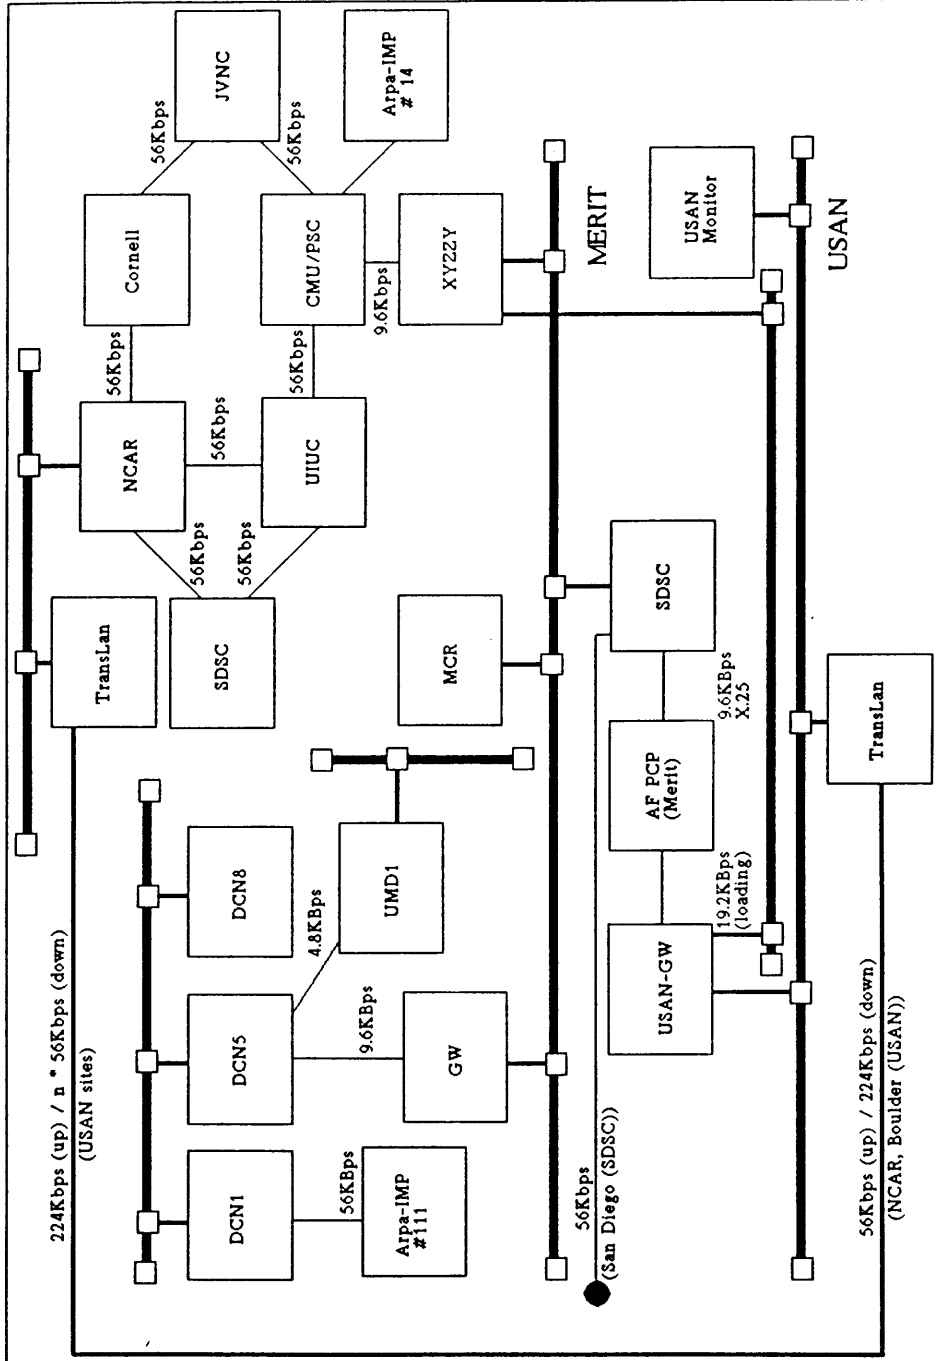 224Kbps (up) / n * 56Kbps (down)
(USAN sites)
TransLan
NCAR
56Kbps
Cornell
56Kbps
JVNC
56Kbps
56Kbps
56Kbps
56Kbps
SDSC
UIUC
56Kbps
CMU/PSC
Arpa-IMP
# 14
9.6Kbps
XYZZY
DCN1
DCN5
DCN8
56KBps
4.8KBps
9.6KBps
UMD1
Arpa-IMP
#111
GW
MCR
MERIT
56Kbps
(San Diego (SDSC))
USAN-GW
AF PCP
(Merit)
SDSC
USAN
Monitor
19.2KBps
(loading)
9.6KBps
X.25
USAN
TransLan
56Kbps (up) / 224Kbps (down)
(NCAR, Boulder (USAN))